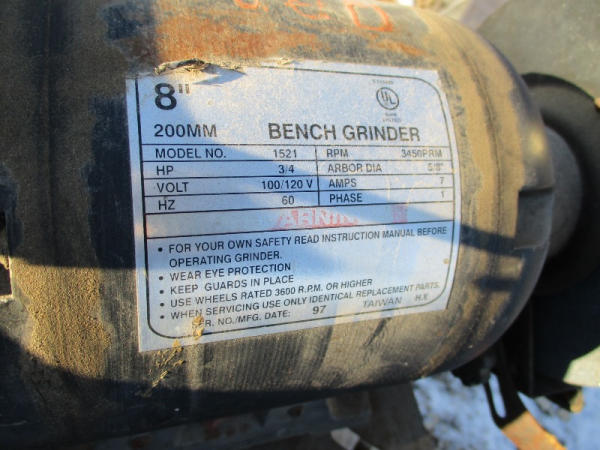 8"
200MM BENCH GRINDER
UL
MODEL NO. 1521 RPM 3450PRM
HP 3/4 ARBOR DIA 5/8"
VOLT 100/120 V AMPS 7
HZ 60 PHASE 1
• FOR YOUR OWN SAFETY READ INSTRUCTION MANUAL BEFORE
OPERATING GRINDER.
• WEAR EYE PROTECTION
• KEEP GUARDS IN PLACE
• USE WHEELS RATED 3600 R.P.M. OR HIGHER
• WHEN SERVICING USE ONLY IDENTICAL REPLACEMENT PARTS.
SER. NO./MFG. DATE: 97 TAIWAN H.X